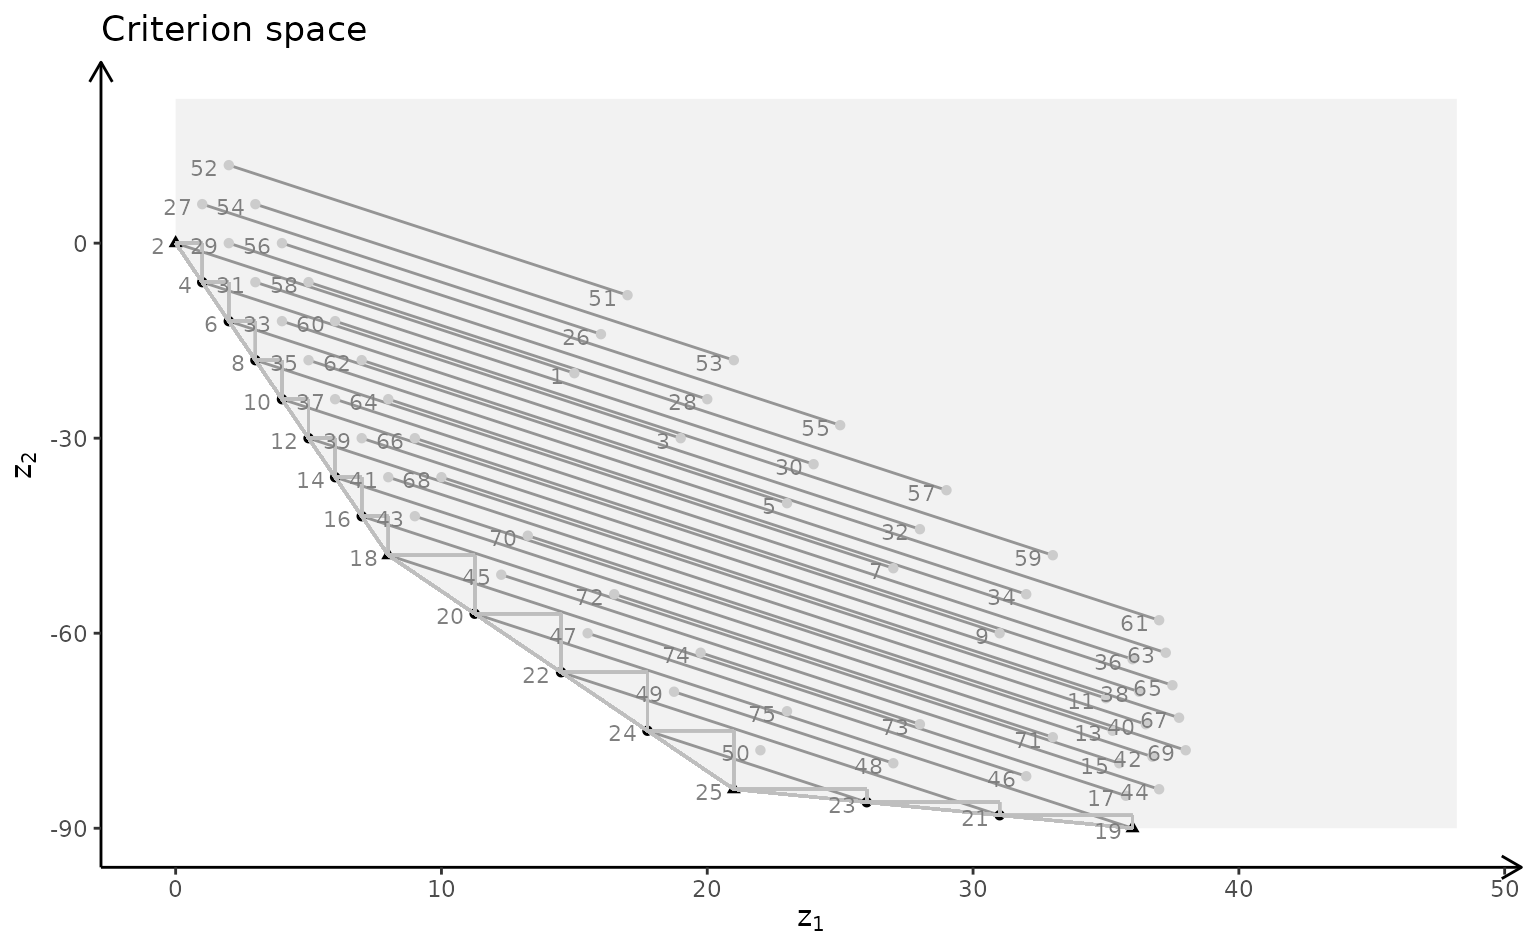 Criterion space
52
27 54
0 2 29 56
4 31 58 51
6 33 60 26
8 35 62 1 53
10 37 64 28
-30 12 39 66 3 55
14 41 68 30
16 43 5 57
18 70 32
45 7 59
20 72 34
-60 47 9 61
22 74 36 63
49 11 38 65
24 75 73 13 40 67
50 71 15 42 69
25 48 46 17 44
23
-90 21 19
0 10 20 30 40 50
z1
z2